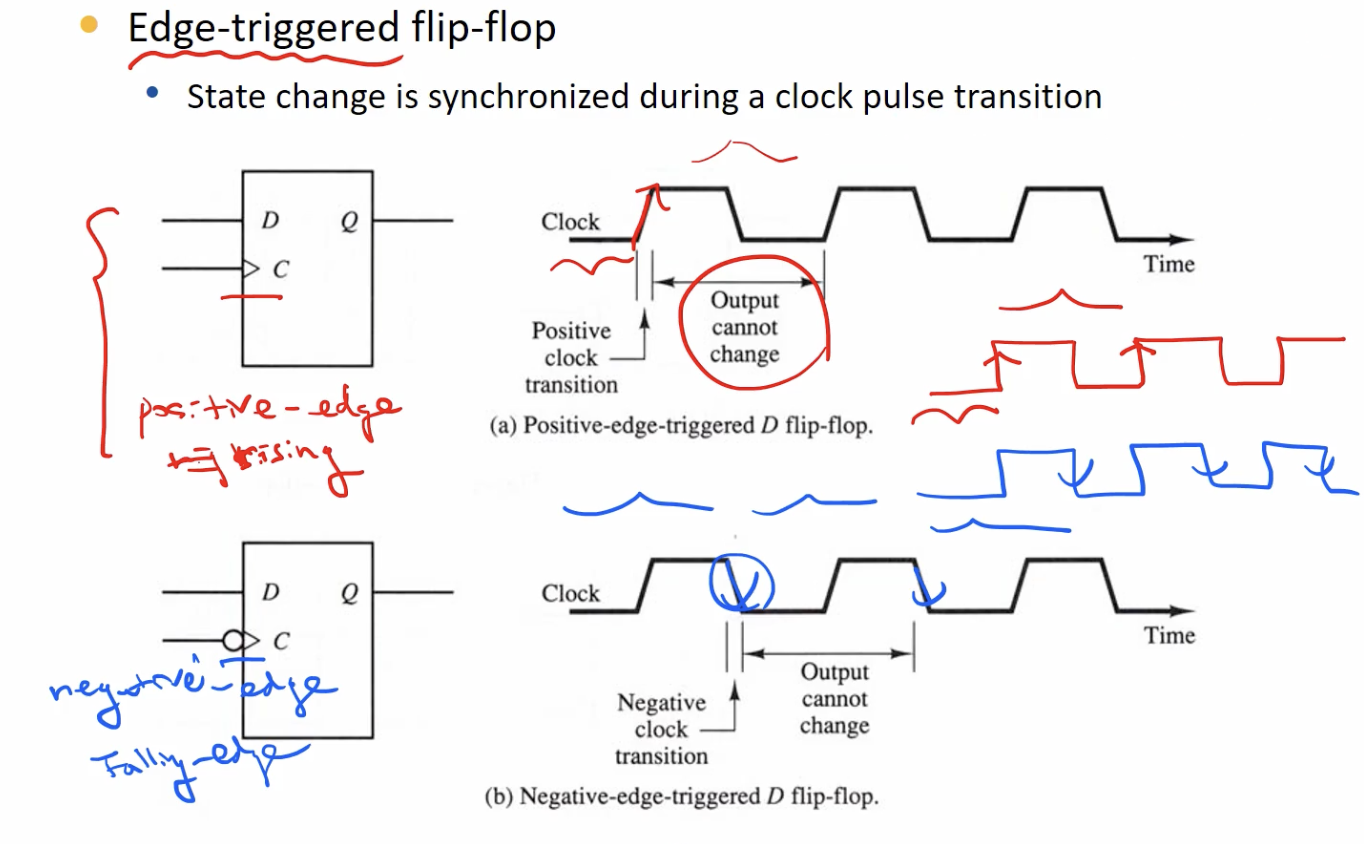 Edge-triggered flip-flop
State change is synchronized during a clock pulse transition
D Q
C
Clock
Time
Positive
clock
transition
Output
cannot
change
(a) Positive-edge-triggered D flip-flop.
positive-edge
rising
D Q
C
Clock
Time
Negative
clock
transition
Output
cannot
change
(b) Negative-edge-triggered D flip-flop.
negative-edge
Falling-edge